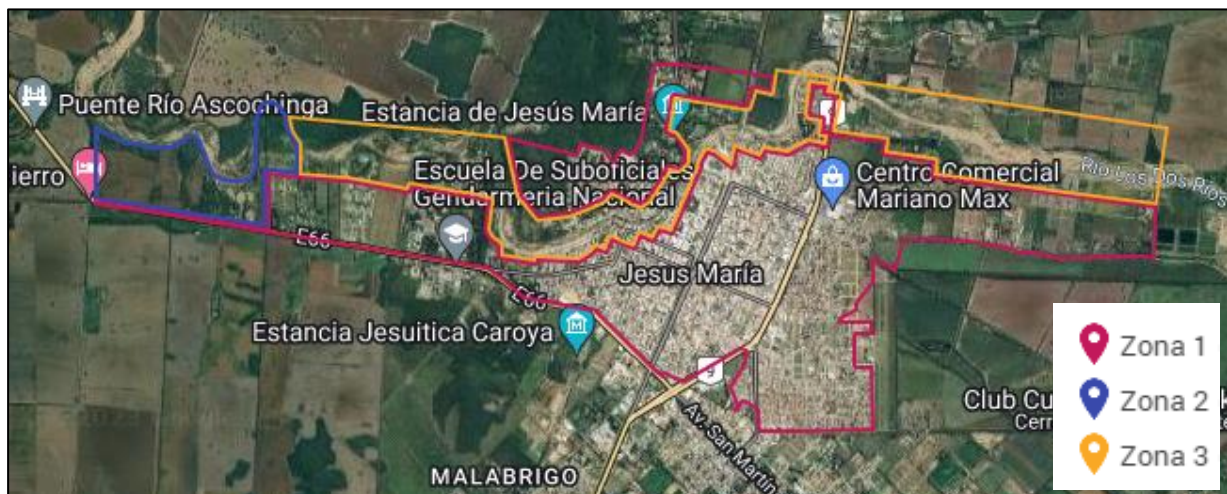 Puente Río Ascochinga
Estancia de Jesús María
ierro
Escuela De Suboficiales
Gendarmería Nacional
Centro Comercial
Mariano Max
Río Los Dos Ríos
E66
Jesús María
E66
Estancia Jesuitica Caroya
9
Av. San Martín
MALABRIGO
Club Cu
Cerr
Zona 1
Zona 2
Zona 3